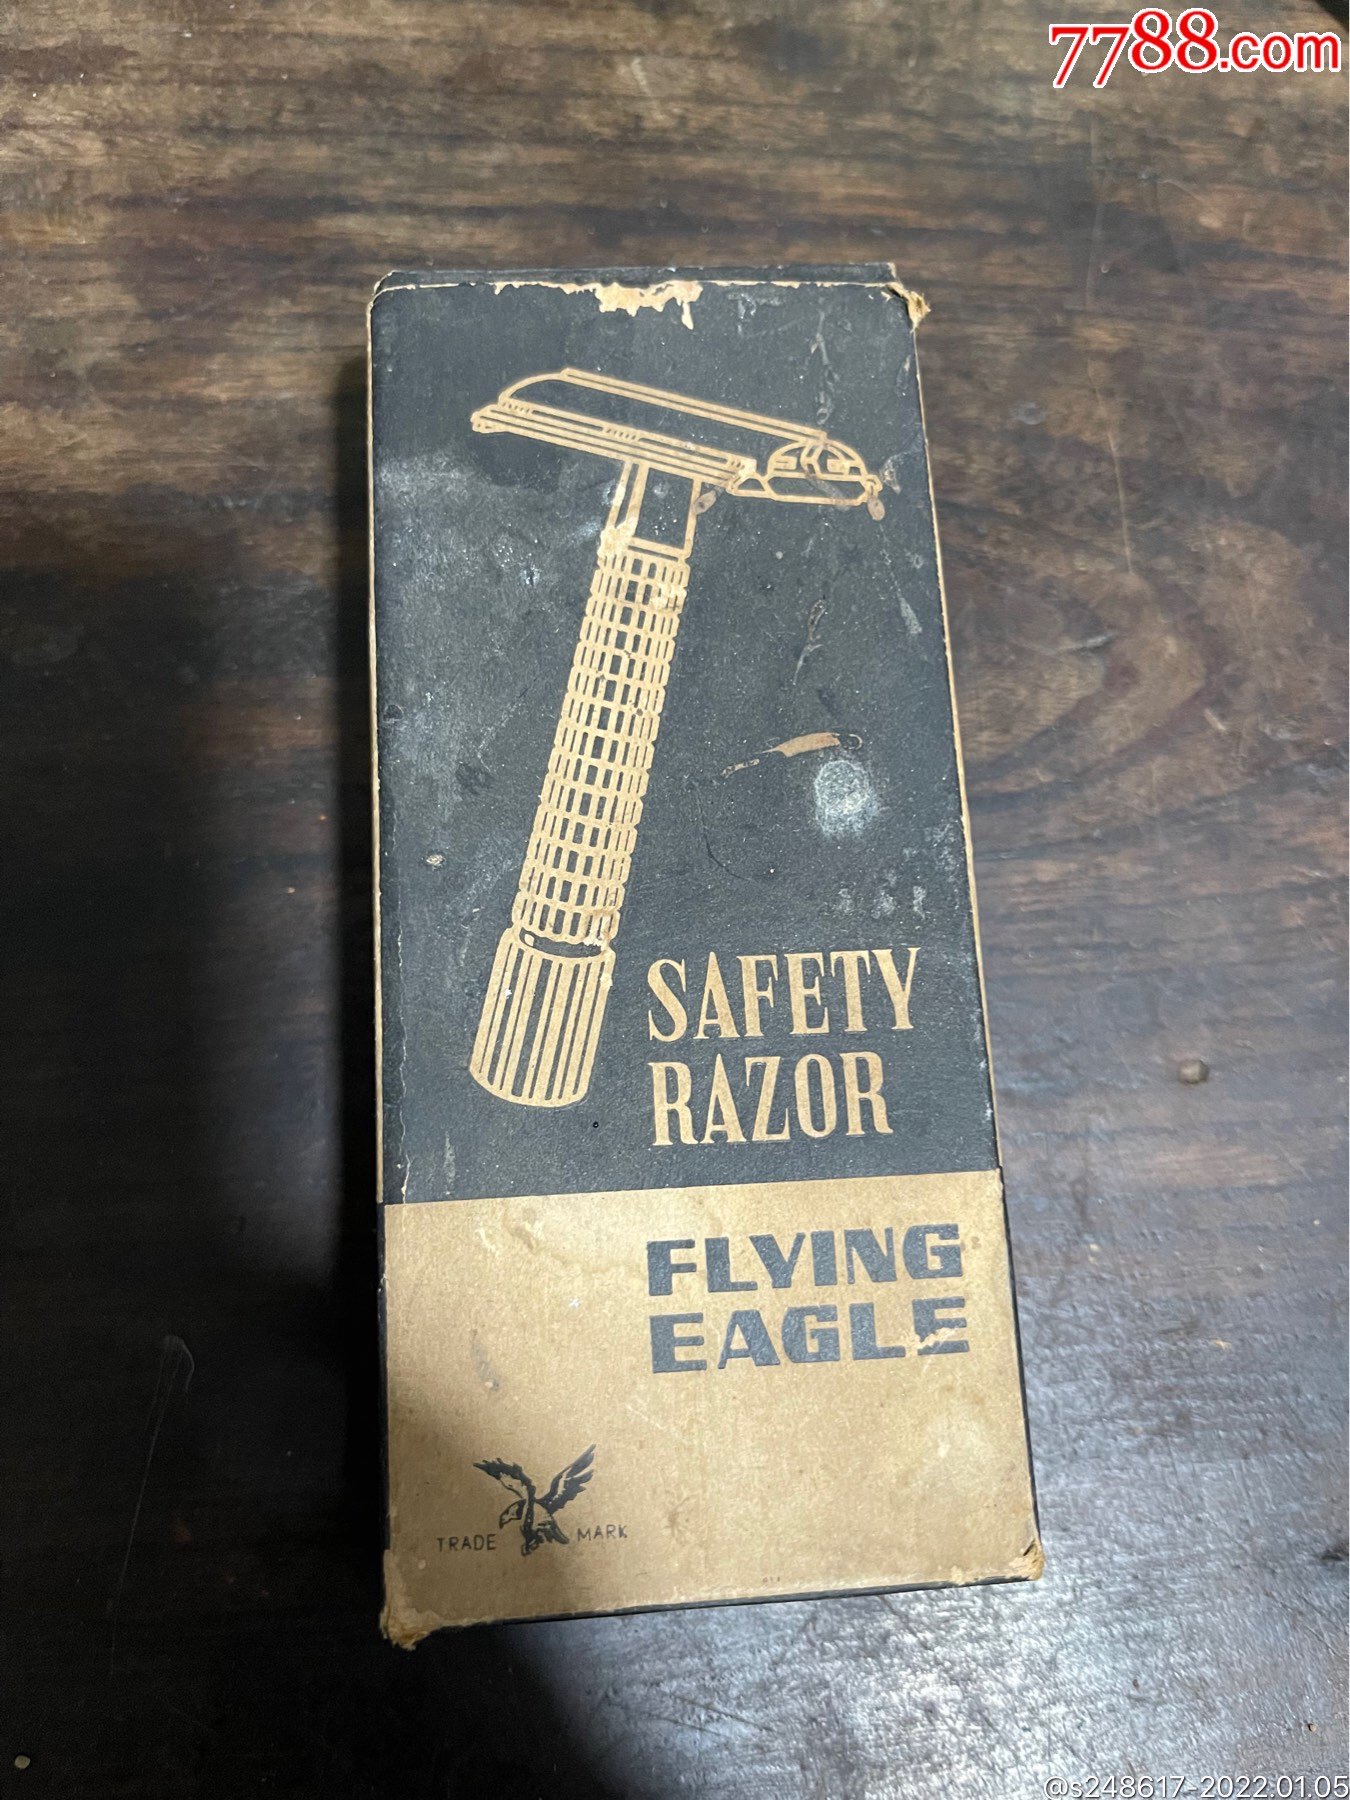 7788.com
SAFETY
RAZOR
FLYING
EAGLE
TRADE MARK
@s248617-2022.01.05